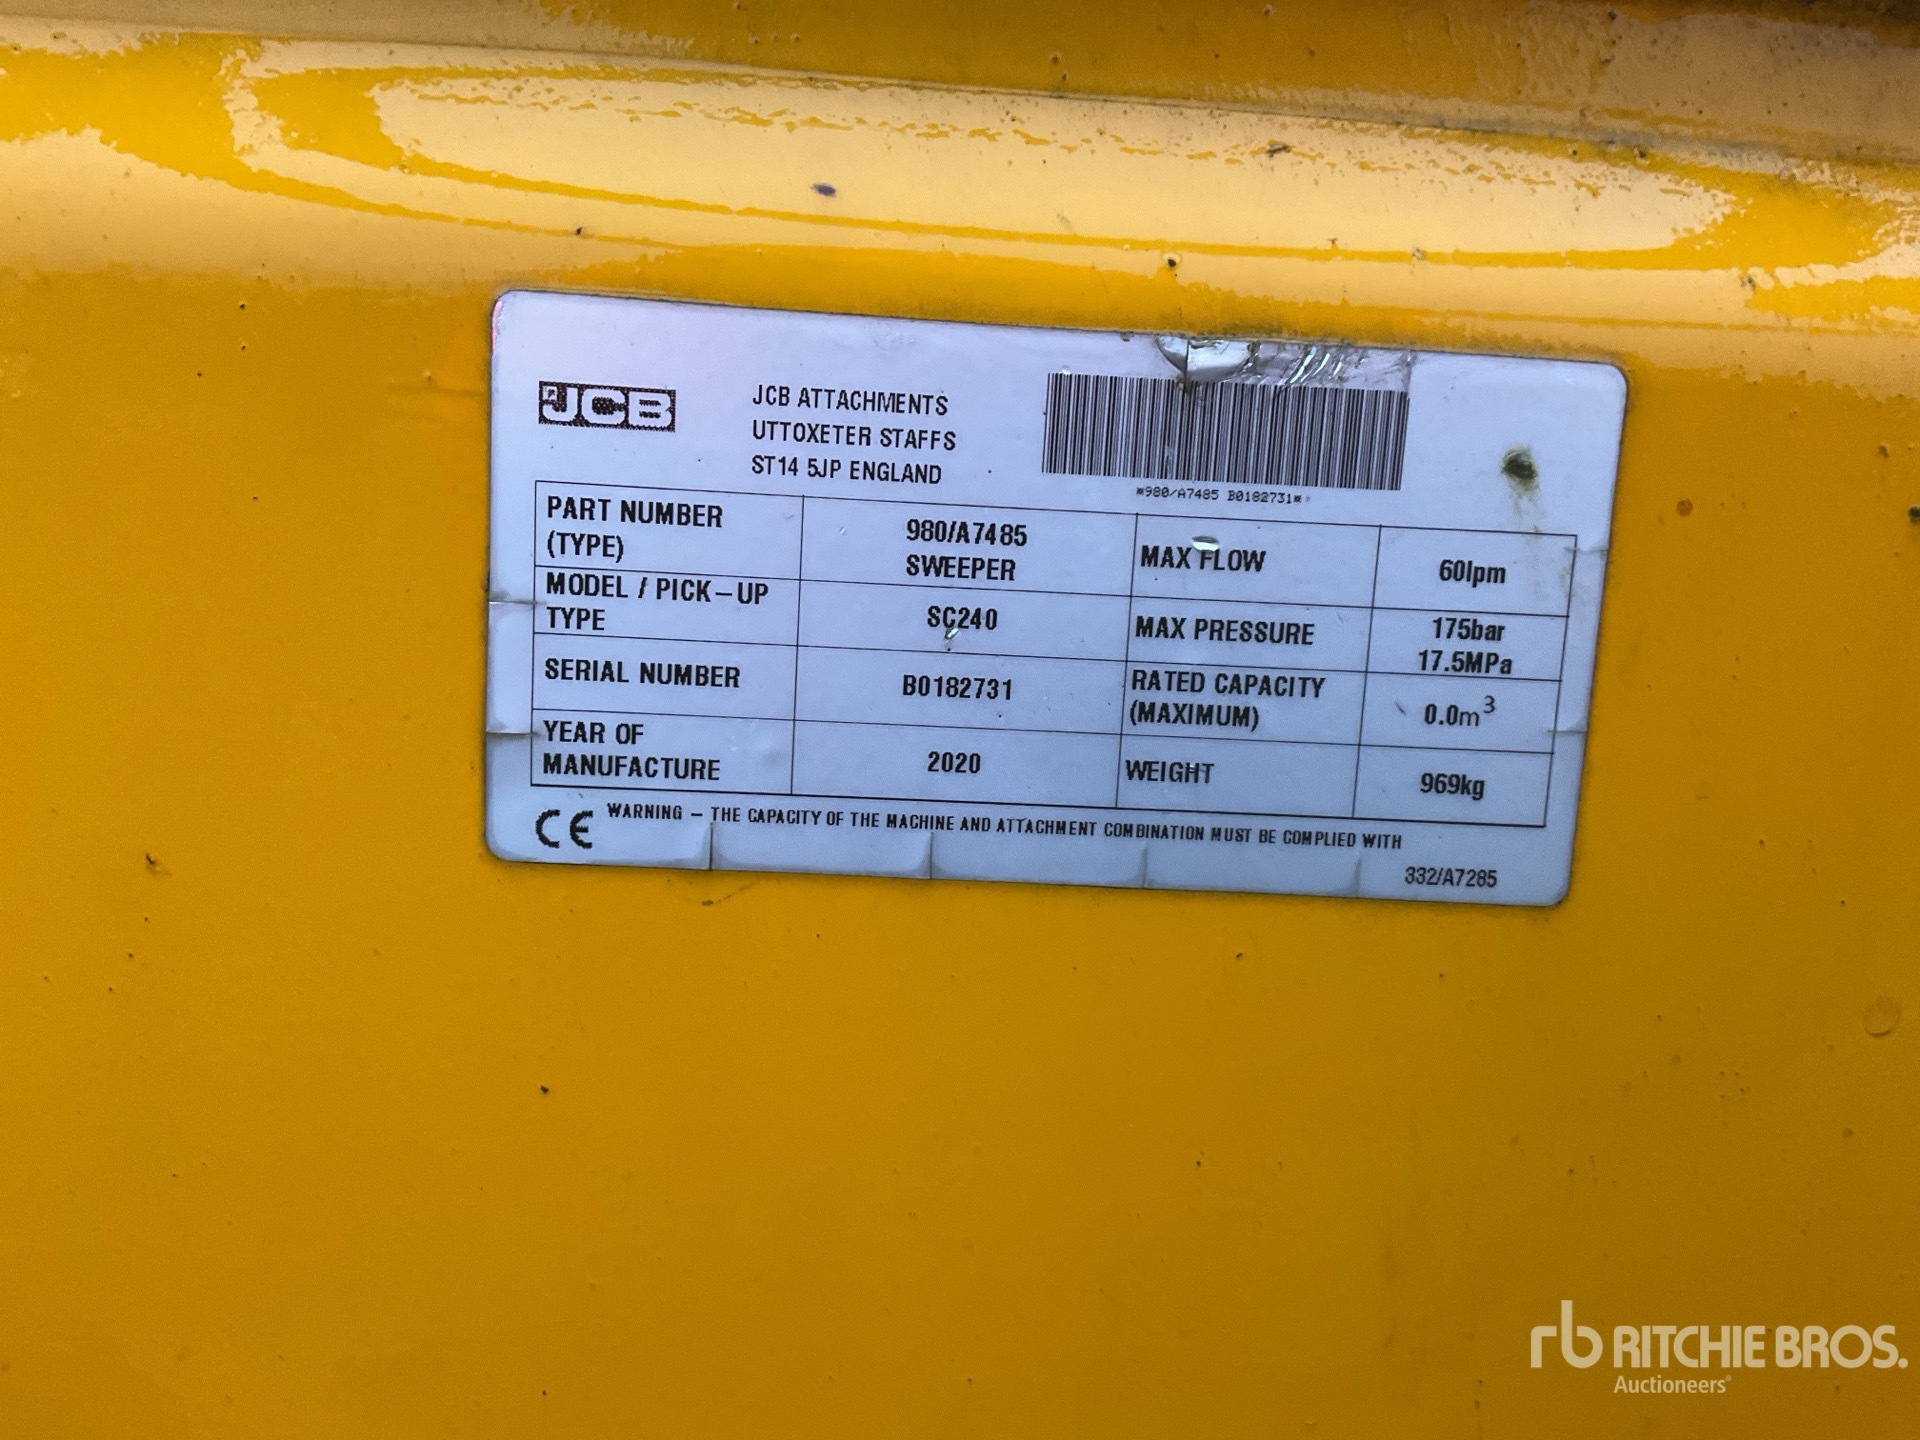 JCB
JCB ATTACHMENTS
UTTOXETER STAFFS
ST14 5JP ENGLAND
*980/A7485 B0182731*
PART NUMBER
(TYPE)
980/A7485
SWEEPER
MAX FLOW
60lpm
MODEL / PICK-UP
TYPE
SC240
MAX PRESSURE
175bar
17.5MPa
SERIAL NUMBER
B0182731
RATED CAPACITY
(MAXIMUM)
0.0m³
YEAR OF
MANUFACTURE
2020
WEIGHT
969kg
CE
WARNING – THE CAPACITY OF THE MACHINE AND ATTACHMENT COMBINATION MUST BE COMPLIED WITH
332/A7285
rb RITCHIE BROS.
Auctioneers®